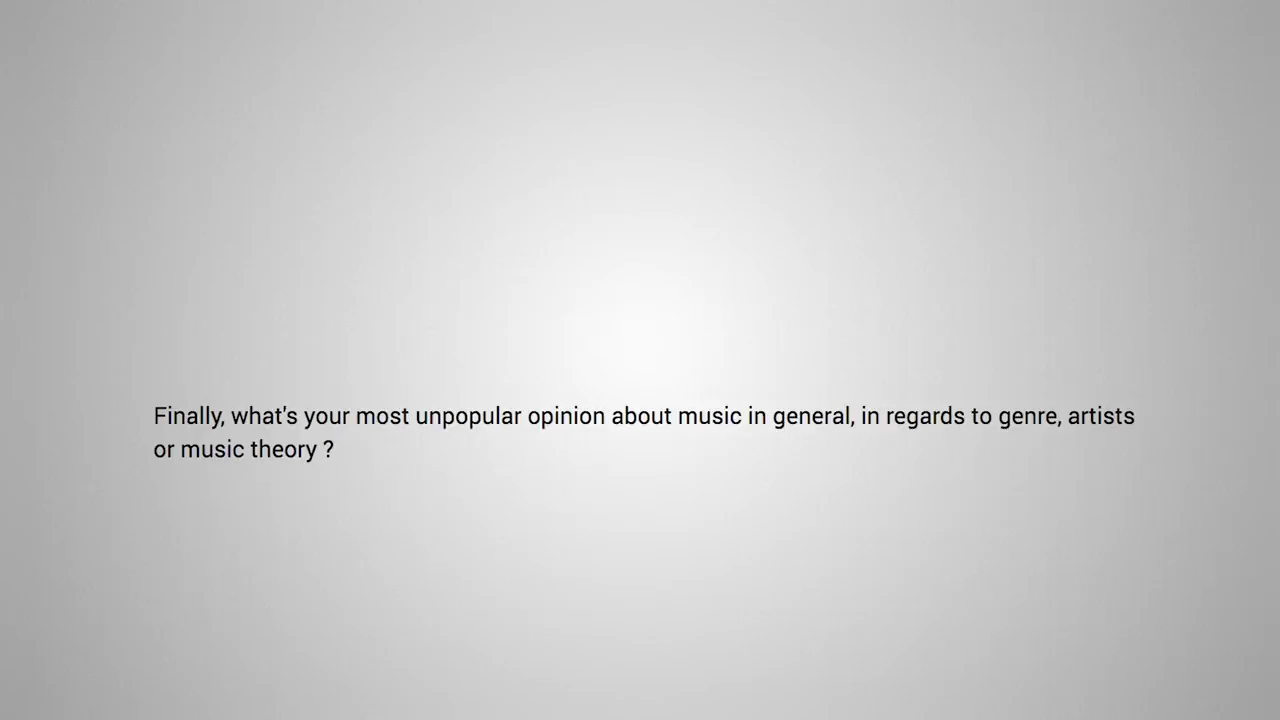 Finally, what's your most unpopular opinion about music in general, in regards to genre, artists
or music theory ?